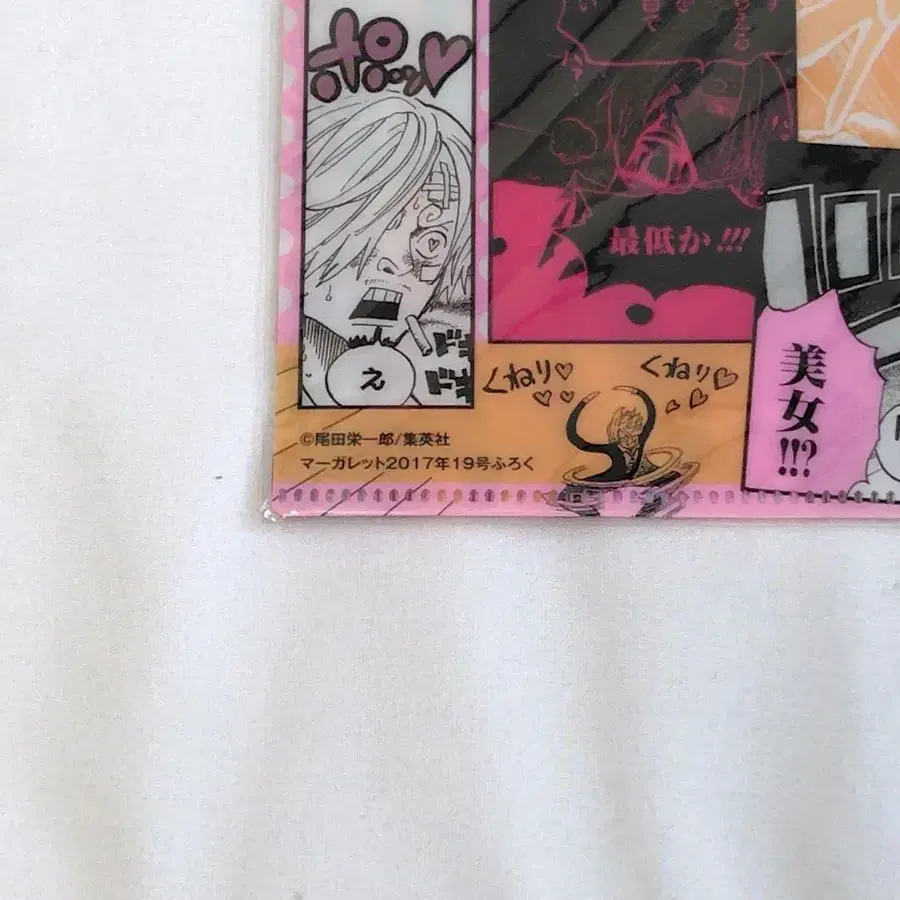 ポッ♥
え
ドキ
ドキ
最低か!!!
美女!!?
くねり♡
くねり♡
©尾田栄一郎/集英社
マーガレット2017年19号ふろく